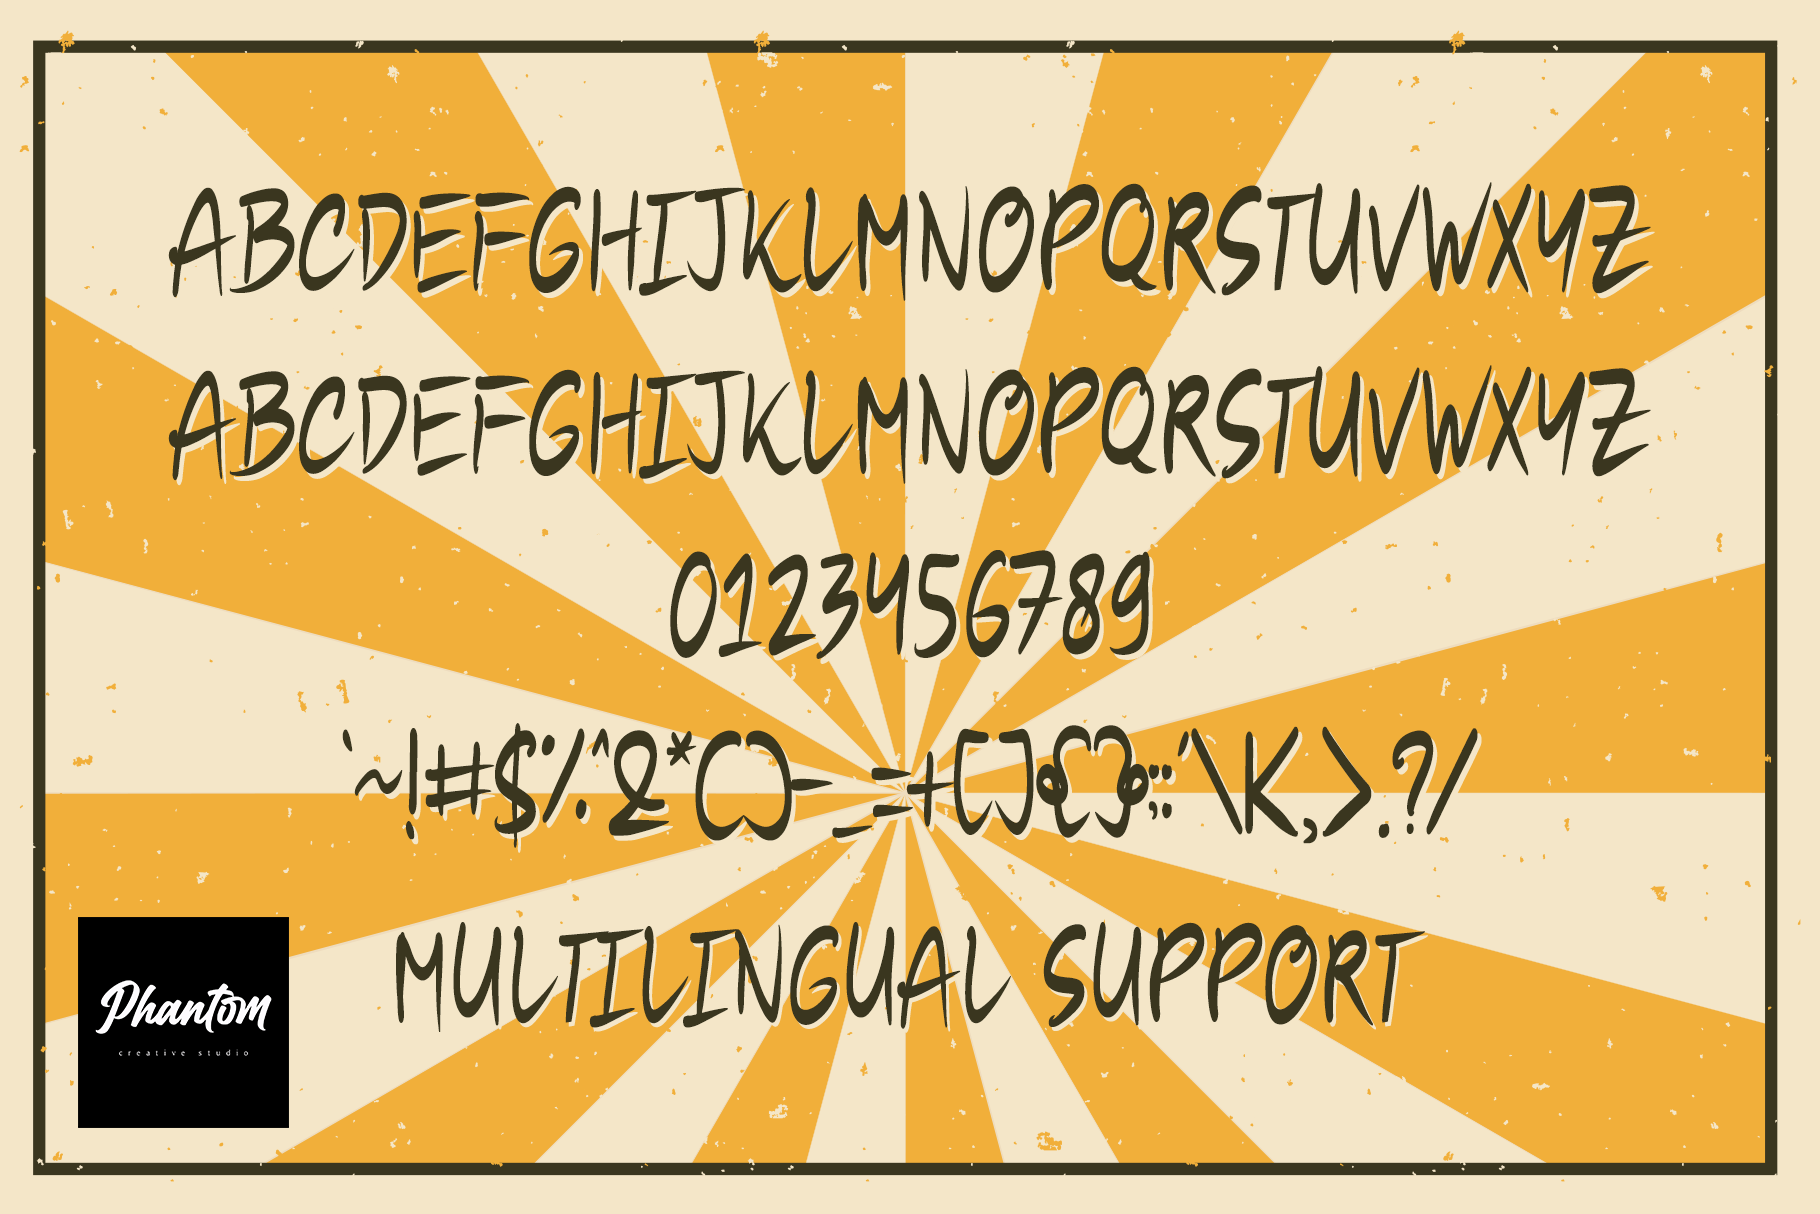 ABCDEFGHIJKLMNOPQRSTUVWXYZ
ABCDEFGHIJKLMNOPQRSTUVWXYZ
0123456789
`~!#$%^&*()-_=+[]{};:'\<,>.?/
MULTILINGUAL SUPPORT
Phantom
creative studio